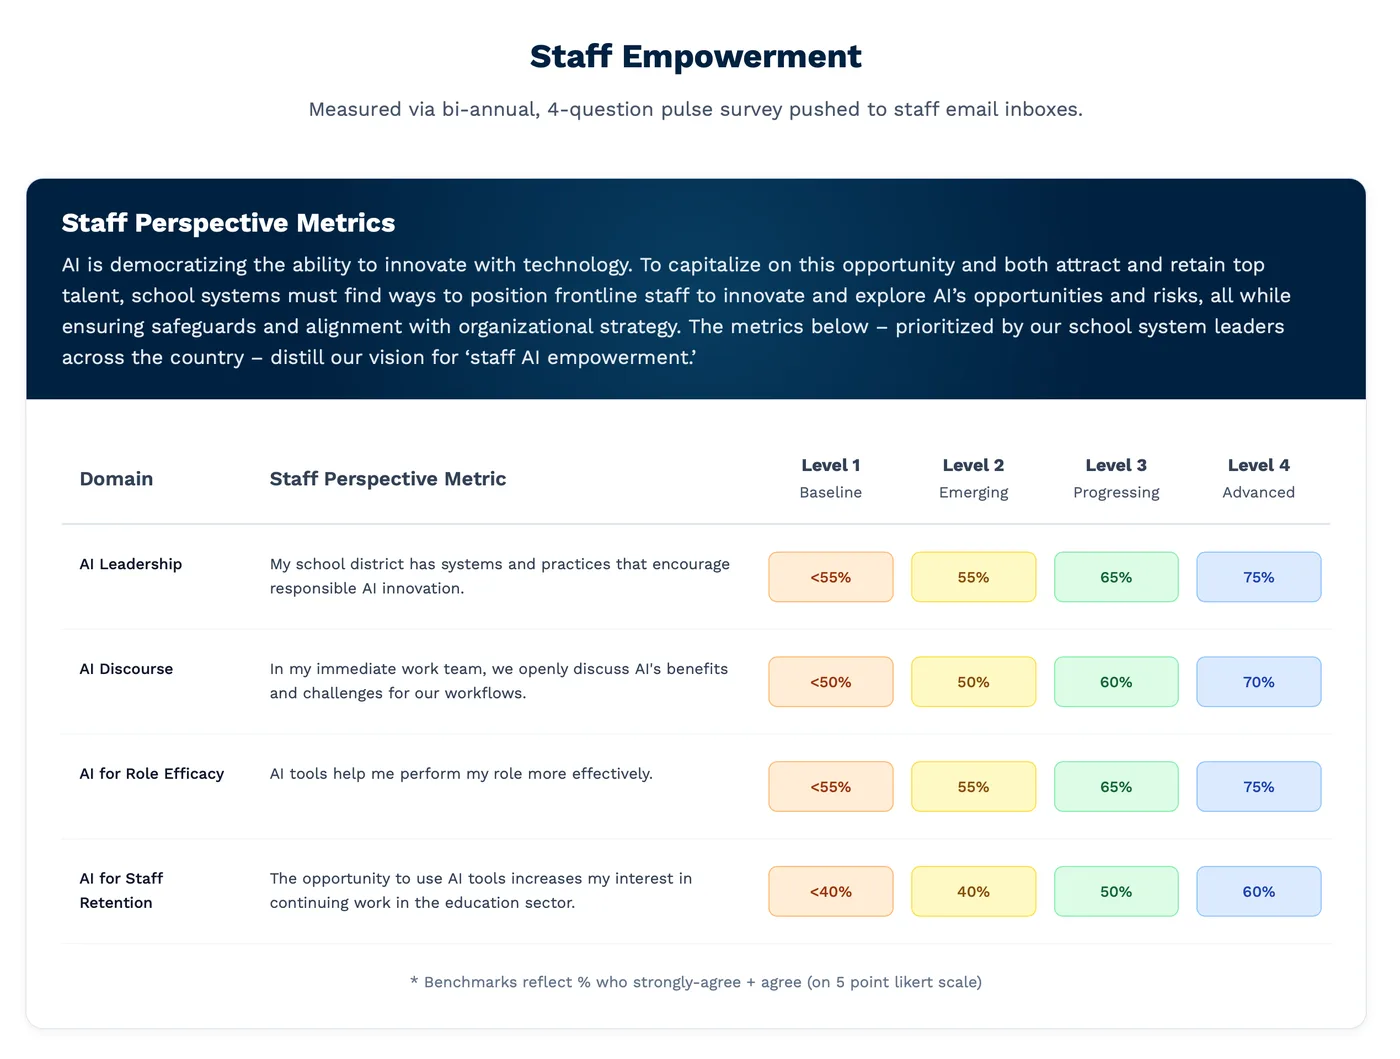 Staff Empowerment
Measured via bi-annual, 4-question pulse survey pushed to staff email inboxes.
Staff Perspective Metrics
AI is democratizing the ability to innovate with technology. To capitalize on this opportunity and both attract and retain top
talent, school systems must find ways to position frontline staff to innovate and explore AI’s opportunities and risks, all while
ensuring safeguards and alignment with organizational strategy. The metrics below – prioritized by our school system leaders
across the country – distill our vision for ‘staff AI empowerment.’
Domain Staff Perspective Metric Level 1 Level 2 Level 3 Level 4
Baseline Emerging Progressing Advanced
AI Leadership My school district has systems and practices that encourage
responsible AI innovation. <55% 55% 65% 75%
AI Discourse In my immediate work team, we openly discuss AI's benefits
and challenges for our workflows. <50% 50% 60% 70%
AI for Role Efficacy AI tools help me perform my role more effectively. <55% 55% 65% 75%
AI for Staff The opportunity to use AI tools increases my interest in
Retention continuing work in the education sector. <40% 40% 50% 60%
* Benchmarks reflect % who strongly-agree + agree (on 5 point likert scale)